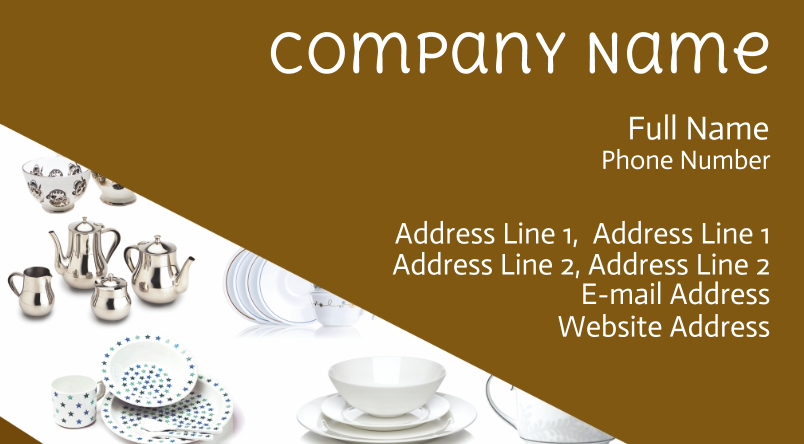 Company Name
Full Name
Phone Number
Address Line 1,  Address Line 1
Address Line 2, Address Line 2
E-mail Address
Website Address